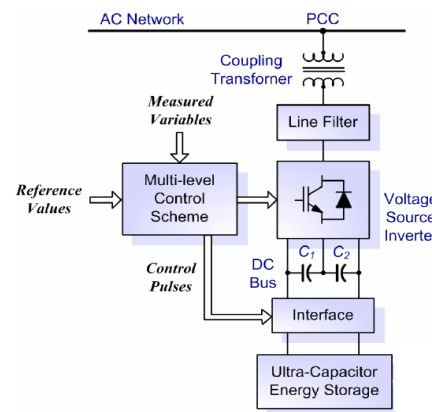 AC Network
PCC
Coupling
Transforner
Measured
Variables
Line Filter
Multi-level
Control
Scheme
Reference
Values
Voltage
Source
Inverte
C1
C2
DC
Bus
Control
Pulses
Interface
Ultra-Capacitor
Energy Storage